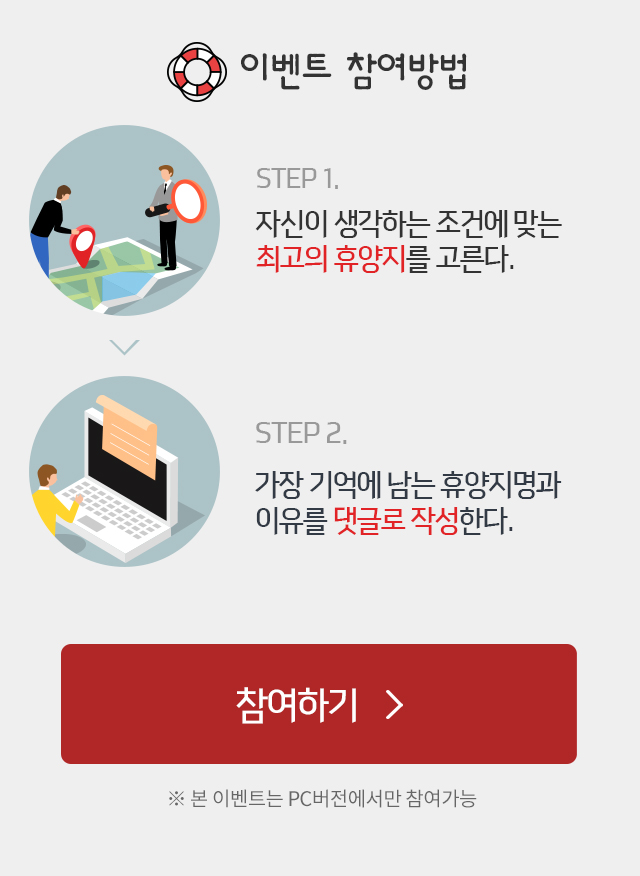 이벤트 참여방법
STEP 1.
자신이 생각하는 조건에 맞는
최고의 휴양지를 고른다.
STEP 2.
가장 기억에 남는 휴양지명과
이유를 댓글로 작성한다.
참여하기
※ 본 이벤트는 PC버전에서만 참여가능